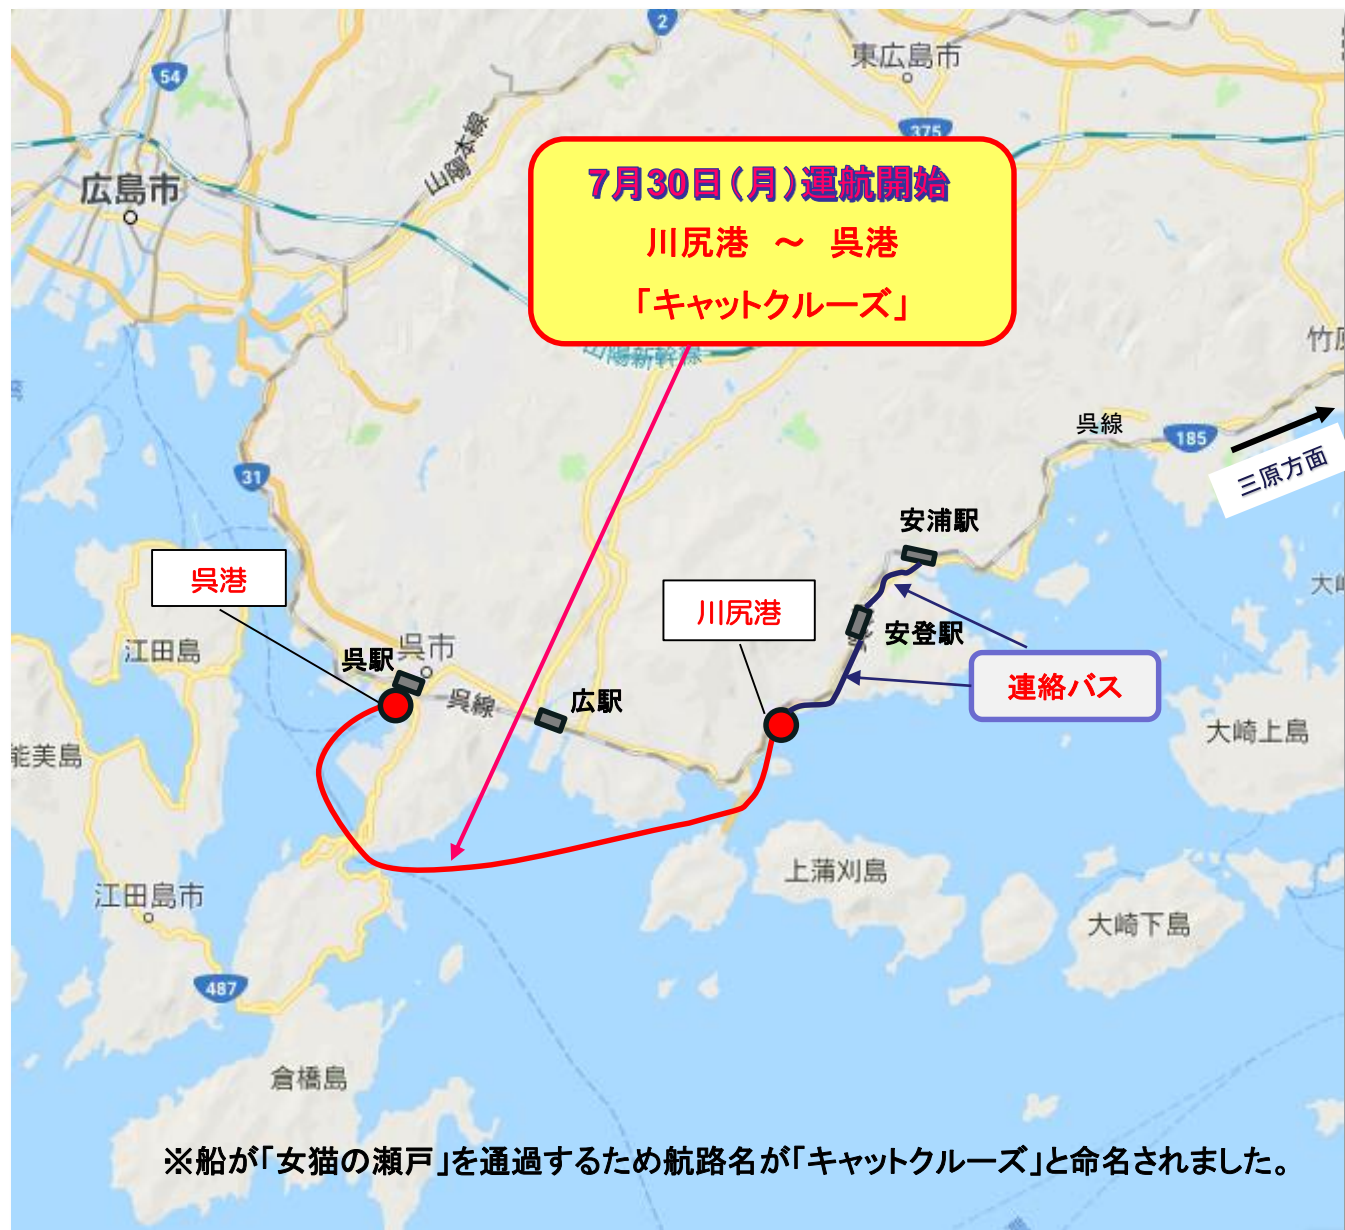 2
東広島市
54
375
山陽本線
広島市
7月30日(月)運航開始
川尻港 ~ 呉港
「キャットクルーズ」
山陽新幹線
呉線
185
三原方面
31
安浦駅
呉港
川尻港
安登駅
江田島
呉市
呉駅
連絡バス
呉線
広駅
大崎上島
能美島
上蒲刈島
江田島市
大崎下島
487
倉橋島
※船が「女猫の瀬戸」を通過するため航路名が「キャットクルーズ」と命名されました。